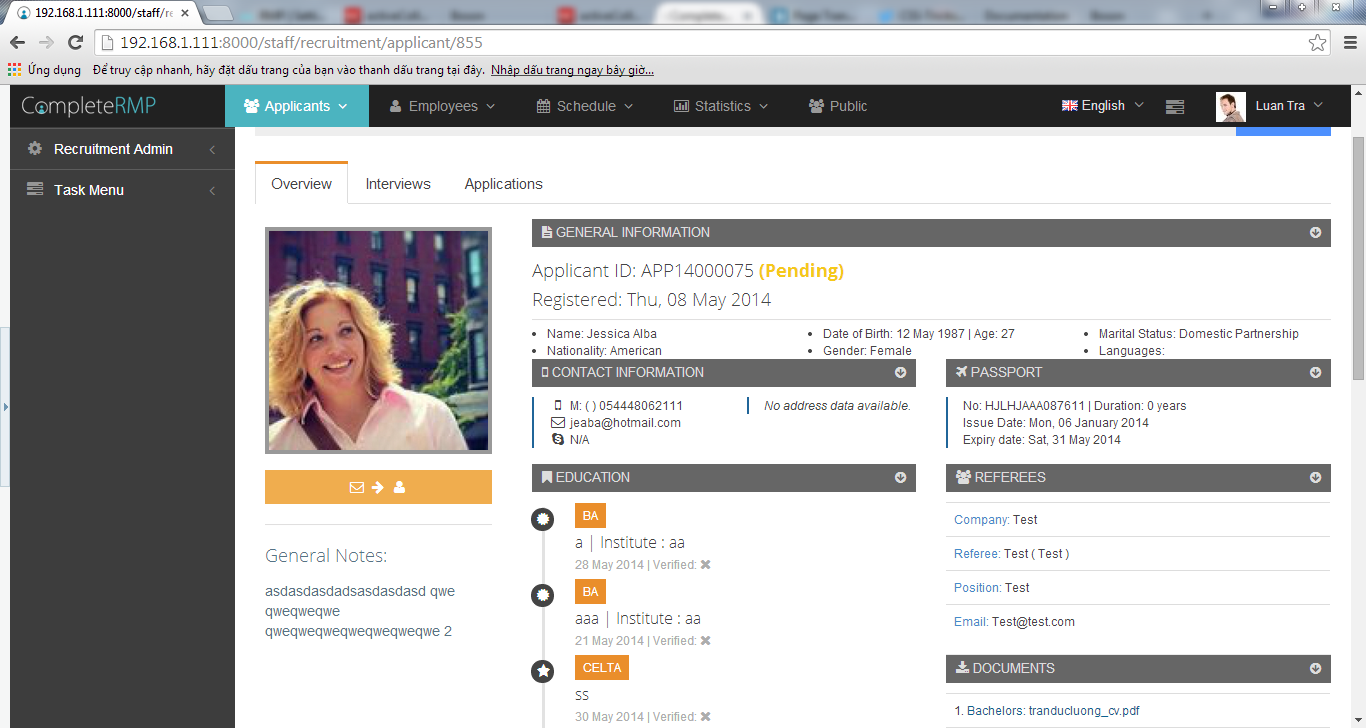 192.168.1.111:8000/staff/re
192.168.1.111:8000/staff/recruitment/applicant/855
Ứng dụng Để truy cập nhanh, hãy đặt dấu trang của bạn vào thanh dấu trang tại đây. Nhập dấu trang ngay bây giờ...
CompleteRMP Applicants Employees Schedule Statistics Public English Luan Tra
Recruitment Admin
Task Menu
Overview Interviews Applications
GENERAL INFORMATION
Applicant ID: APP14000075 (Pending)
Registered: Thu, 08 May 2014
• Name: Jessica Alba • Date of Birth: 12 May 1987 | Age: 27 • Marital Status: Domestic Partnership
• Nationality: American • Gender: Female • Languages:
CONTACT INFORMATION
M: ( ) 054448062111 No address data available.
jeaba@hotmail.com
N/A
PASSPORT
No: HJLHJAAA087611 | Duration: 0 years
Issue Date: Mon, 06 January 2014
Expiry date: Sat, 31 May 2014
General Notes:
asdasdasdadsasdasdasd qwe
qweqweqwe
qweqweqweqweqweqweqwe 2
EDUCATION
BA
a | Institute : aa
28 May 2014 | Verified: ✖
BA
aaa | Institute : aa
21 May 2014 | Verified: ✖
CELTA
ss
30 May 2014 | Verified: ✖
REFEREES
Company: Test
Referee: Test ( Test )
Position: Test
Email: Test@test.com
DOCUMENTS
1. Bachelors: tranducluong_cv.pdf